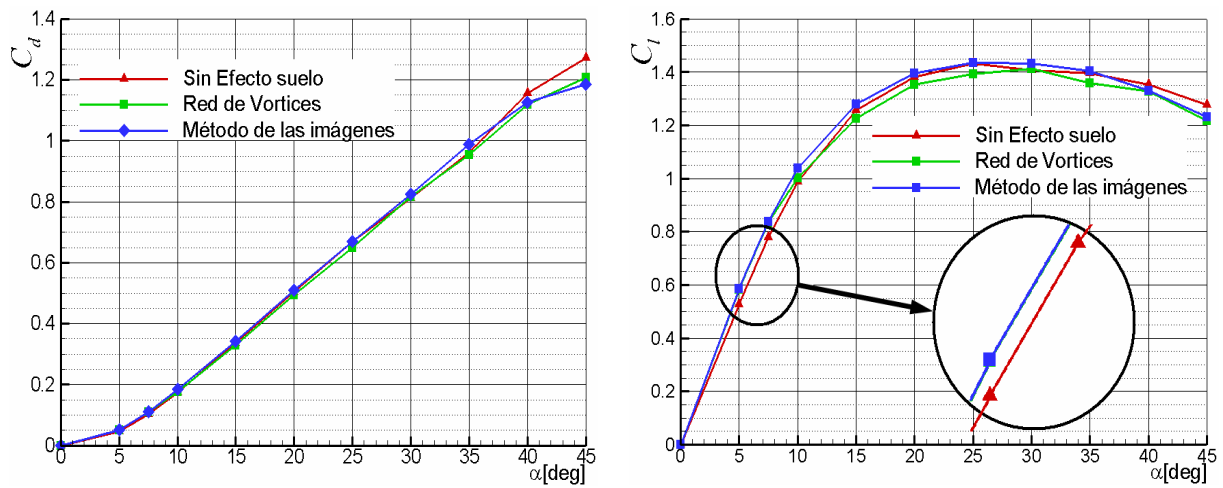 1.4
C_d
1.2
1
0.8
0.6
0.4
0.2
0
Sin Efecto suelo
Red de Vortices
Método de las imágenes
0 5 10 15 20 25 30 35 40 45
α[deg]
1.6
C_l
1.4
1.2
1
0.8
0.6
0.4
0.2
0
Sin Efecto suelo
Red de Vortices
Método de las imágenes
0 5 10 15 20 25 30 35 40 45
α[deg]